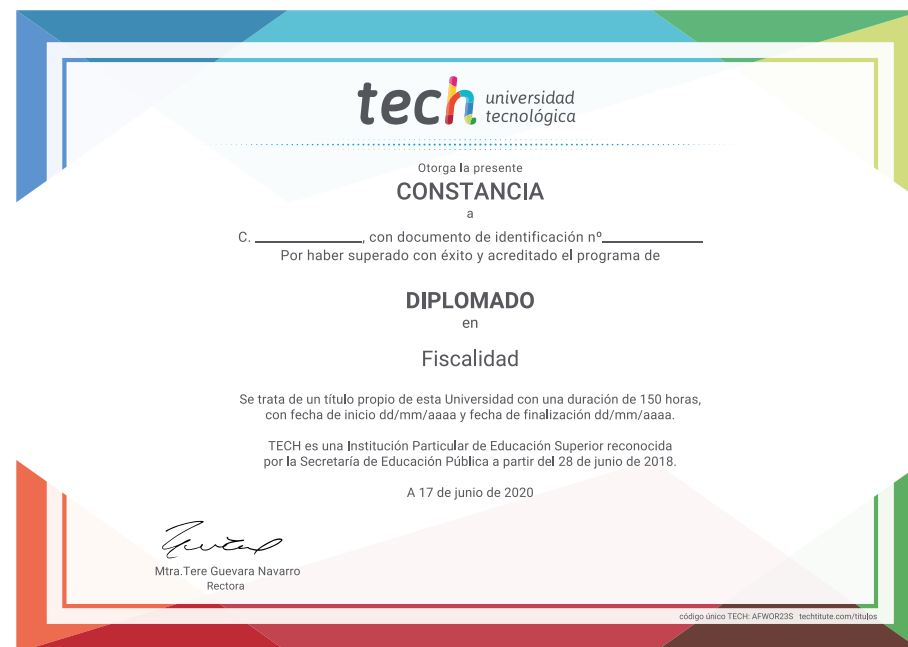 tech universidad
tecnológica
Otorga la presente
CONSTANCIA
a
C. ____________, con documento de identificación nº____________
Por haber superado con éxito y acreditado el programa de
DIPLOMADO
en
Fiscalidad
Se trata de un título propio de esta Universidad con una duración de 150 horas,
con fecha de inicio dd/mm/aaaa y fecha de finalización dd/mm/aaaa.
TECH es una Institución Particular de Educación Superior reconocida
por la Secretaría de Educación Pública a partir del 28 de junio de 2018.
A 17 de junio de 2020
Mtra.Tere Guevara Navarro
Rectora
código único TECH: AFWOR23S techtitute.com/titulos